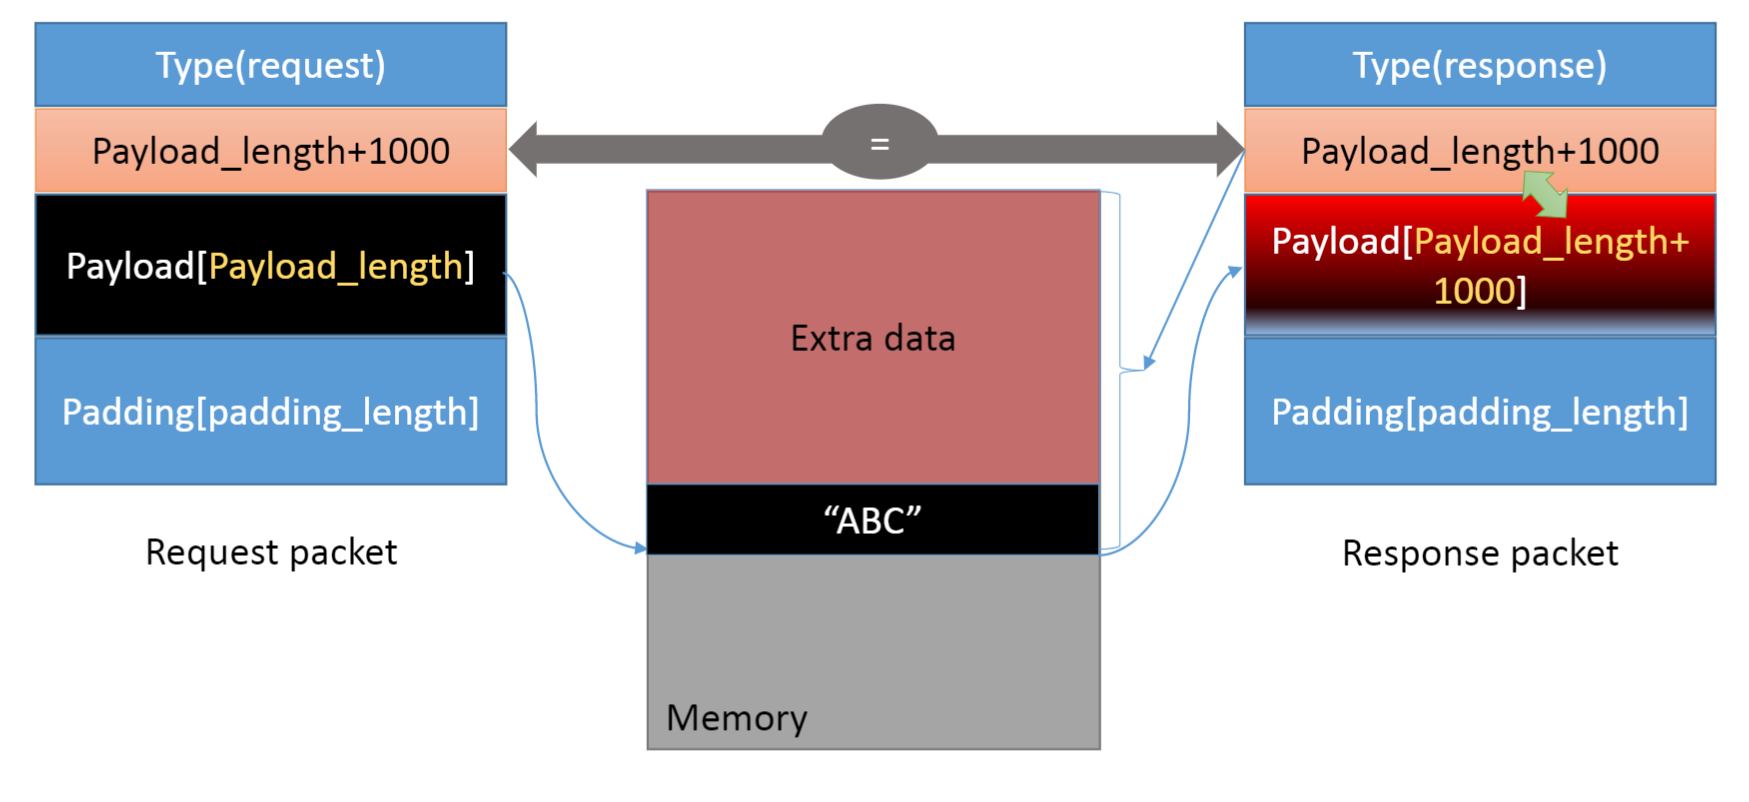 Type(request)
Payload_length+1000
Payload[Payload_length]
Padding[padding_length]
Request packet
=
Extra data
“ABC”
Memory
Type(response)
Payload_length+1000
Payload[Payload_length+
1000]
Padding[padding_length]
Response packet